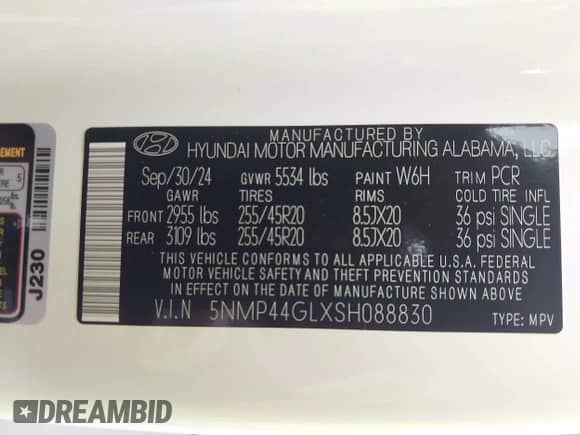 MANUFACTURED BY
HYUNDAI MOTOR MANUFACTURING ALABAMA, LLC
Sep/30/24 GVWR 5534 lbs PAINT W6H TRIM PCR
GAWR TIRES RIMS COLD TIRE INFL
FRONT 2955 lbs 255/45R20 8.5JX20 36 psi SINGLE
REAR 3109 lbs 255/45R20 8.5JX20 36 psi SINGLE
THIS VEHICLE CONFORMS TO ALL APPLICABLE U.S.A. FEDERAL
MOTOR VEHICLE SAFETY AND THEFT PREVENTION STANDARDS
IN EFFECT ON THE DATE OF MANUFACTURE SHOWN ABOVE.
V.I.N 5NMP44GLXSH088830
TYPE: MPV
J230
DREAMBID